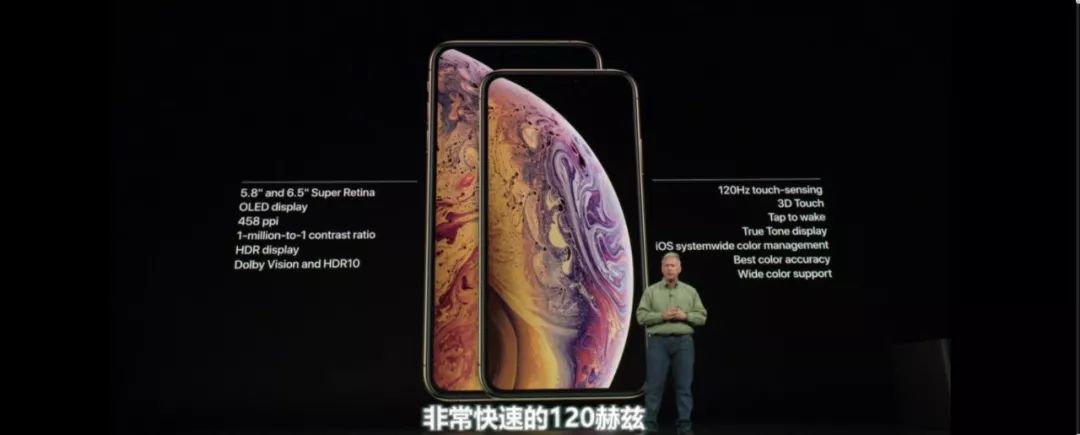 5.8" and 6.5" Super Retina
OLED display
458 ppi
1-million-to-1 contrast ratio
HDR display
Dolby Vision and HDR10
120Hz touch-sensing
3D Touch
Tap to wake
True Tone display
iOS systemwide color management
Best color accuracy
Wide color support
非常快速的120赫兹